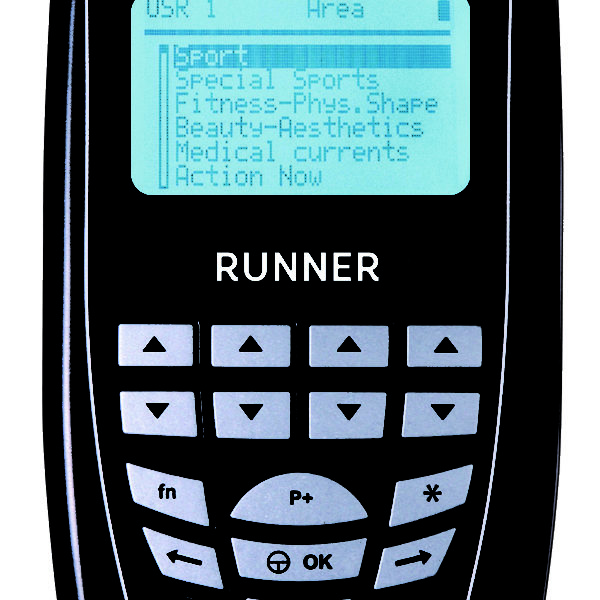 USR 1 Area
Sport
Special Sports
Fitness-Phys.Shape
Beauty-Aesthetics
Medical currents
Action Now
RUNNER
fn P+ *
OK